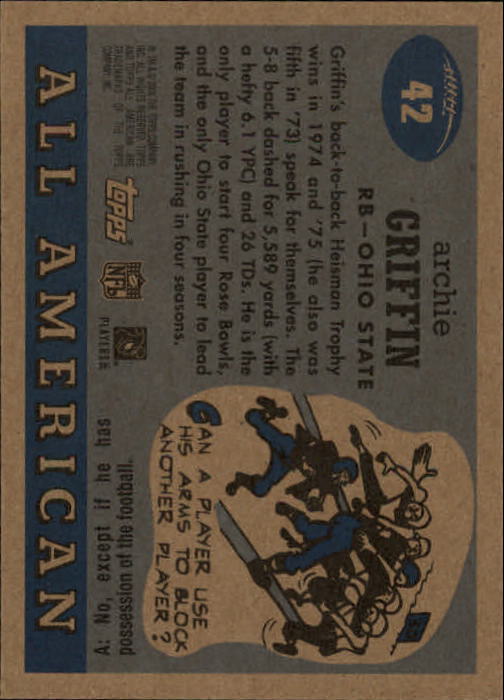 42
archie
GRIFFIN
RB-OHIO STATE
Griffin's back-to-back Heisman Trophy
wins in 1974 and '75 (he also was
fifth in '73) speak for themselves. The
5-8 back dashed for 5,589 yards (with
a hefty 6.1 YPC) and 26 TDs. He is the
only player to start four Rose Bowls,
and the only Ohio State player to lead
the team in rushing in four seasons.
topps
NFL
PLAYERS
CAN A PLAYER USE
HIS ARMS TO BLOCK
ANOTHER PLAYER?
A: No, except if he has
possession of the football.
ALL AMERICAN